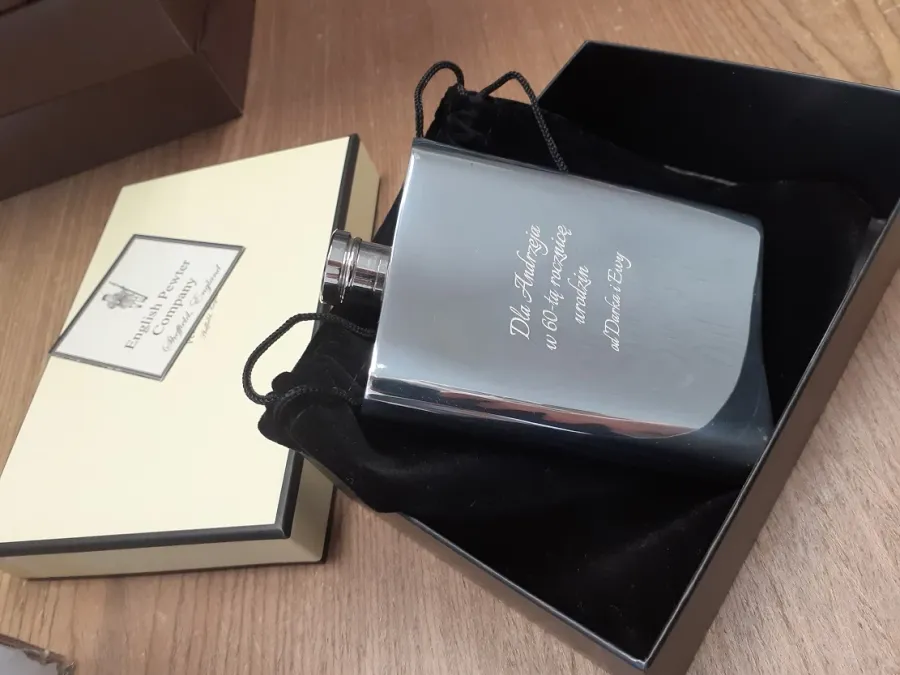 English Pewter
Company
Sheffield, England
Dla Andrzeja
w 60-tą rocznicę
urodzin
od Darka i Ewy